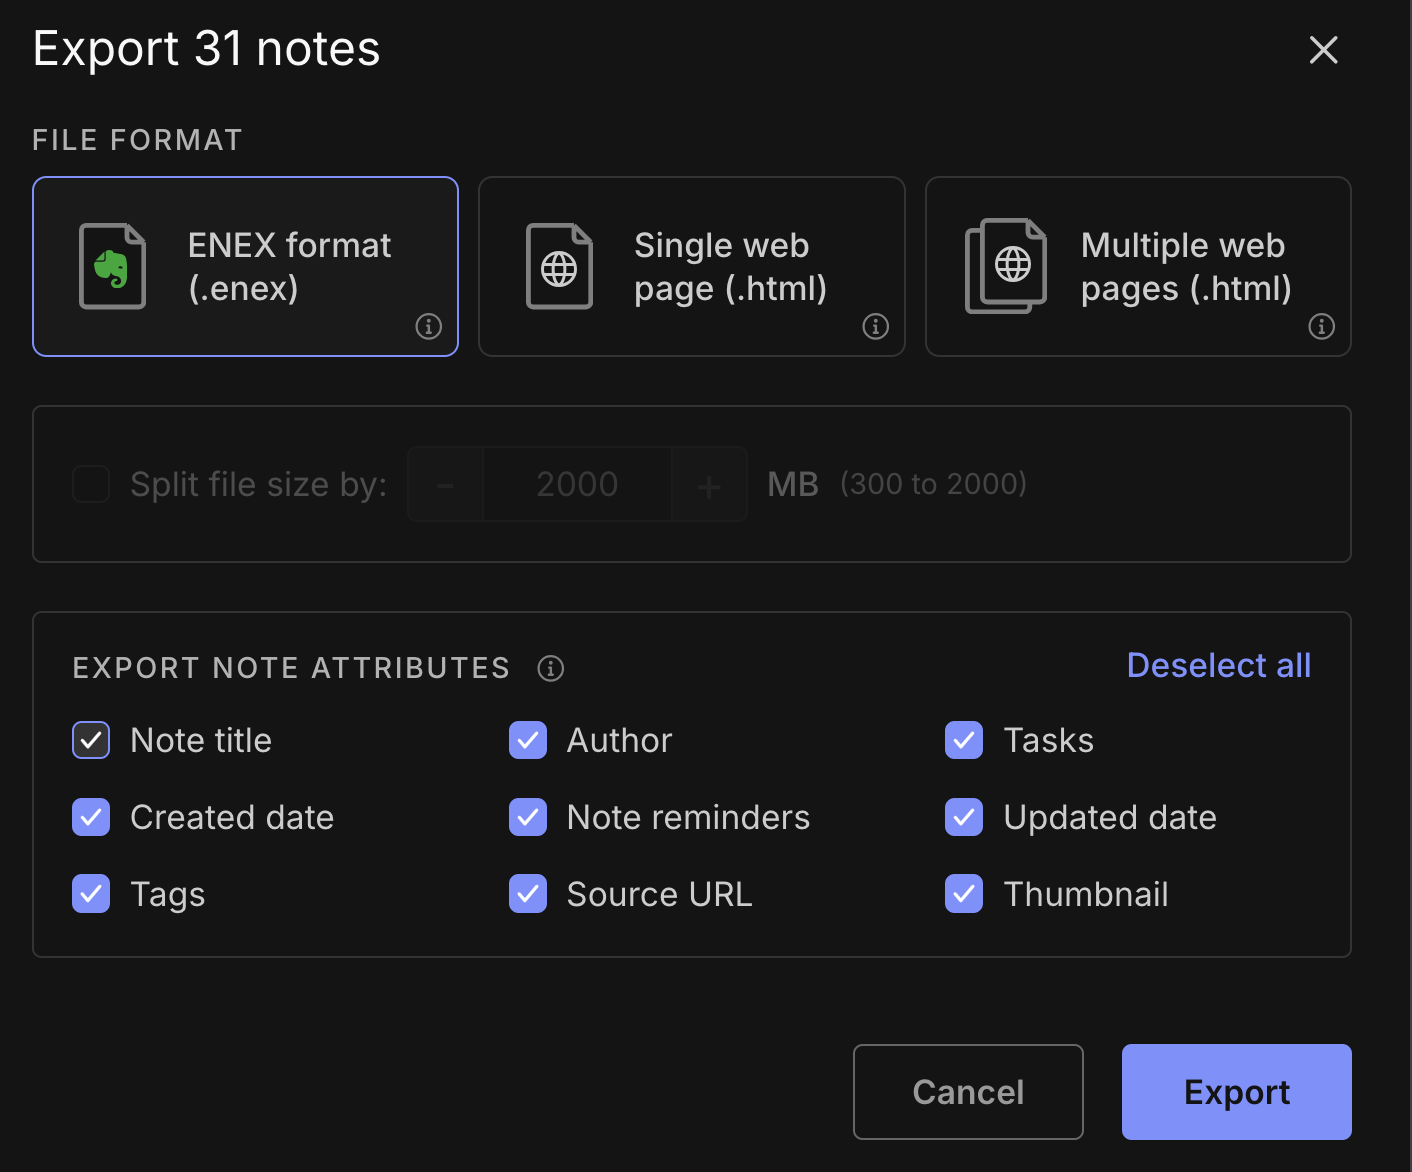 Export 31 notes
FILE FORMAT
ENEX format
(.enex)
Single web
page (.html)
Multiple web
pages (.html)
Split file size by: - 2000 + MB (300 to 2000)
EXPORT NOTE ATTRIBUTES
Deselect all
Note title
Author
Tasks
Created date
Note reminders
Updated date
Tags
Source URL
Thumbnail
Cancel
Export